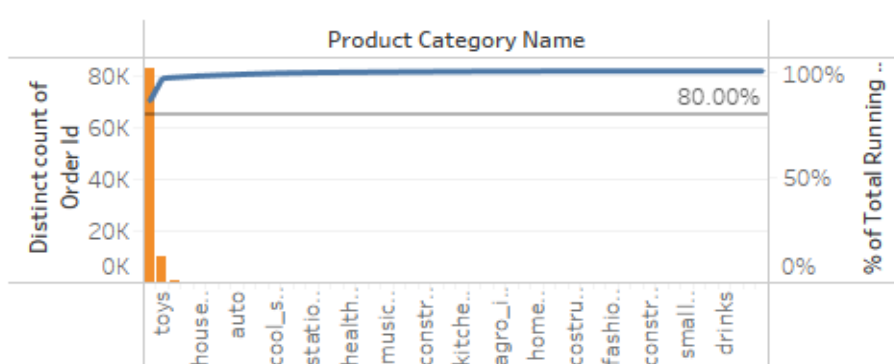 Product Category Name
Distinct count of
Order Id
80K
60K
40K
20K
0K
80.00%
100%
50%
0%
% of Total Running ..
toys
house..
auto
cool_s..
statio..
health..
music..
constr..
kitche..
agro_i..
home..
costru..
fashio..
constr..
small..
drinks